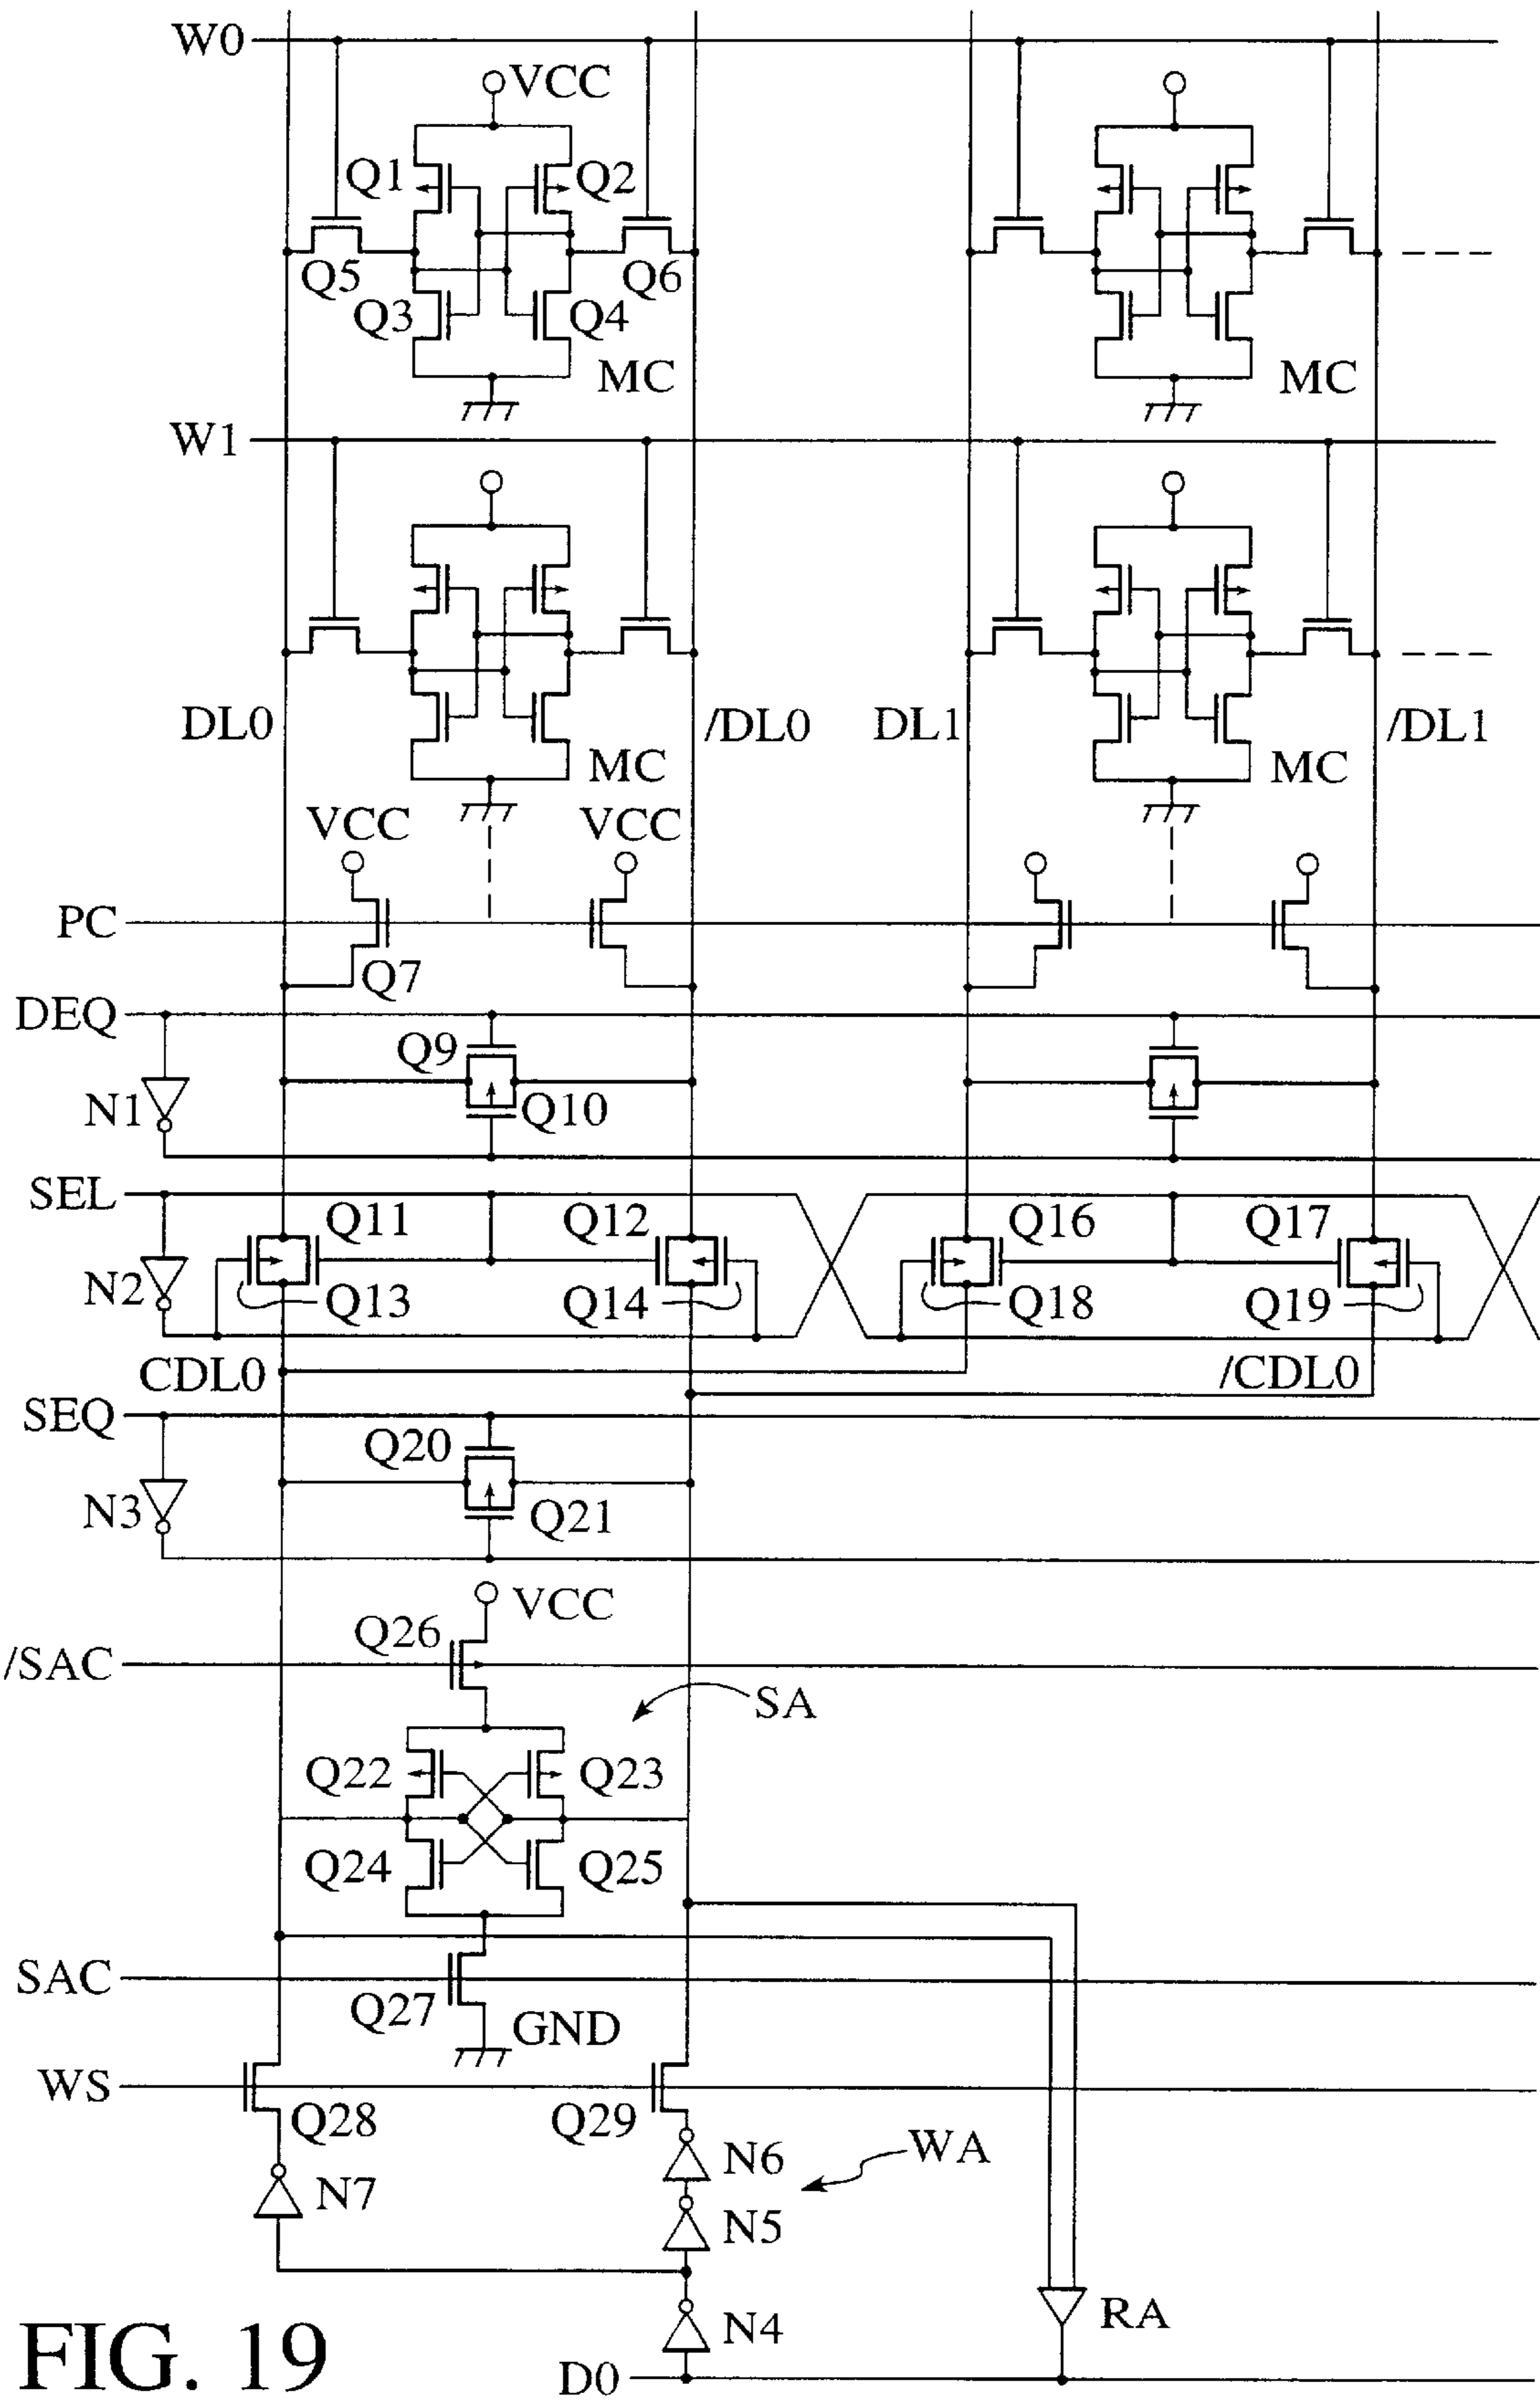 W0
VCC
Q1
Q2
Q5
Q6
Q3
Q4
MC
MC
W1
DL0
/DL0
DL1
/DL1
MC
MC
VCC
VCC
PC
Q7
DEQ
Q9
N1
Q10
SEL
Q11
Q12
Q16
Q17
N2
Q13
Q14
Q18
Q19
CDL0
/CDL0
SEQ
Q20
N3
Q21
VCC
Q26
/SAC
SA
Q22
Q23
Q24
Q25
SAC
Q27
GND
WS
Q28
Q29
WA
N6
N7
N5
RA
N4
FIG. 19
D0